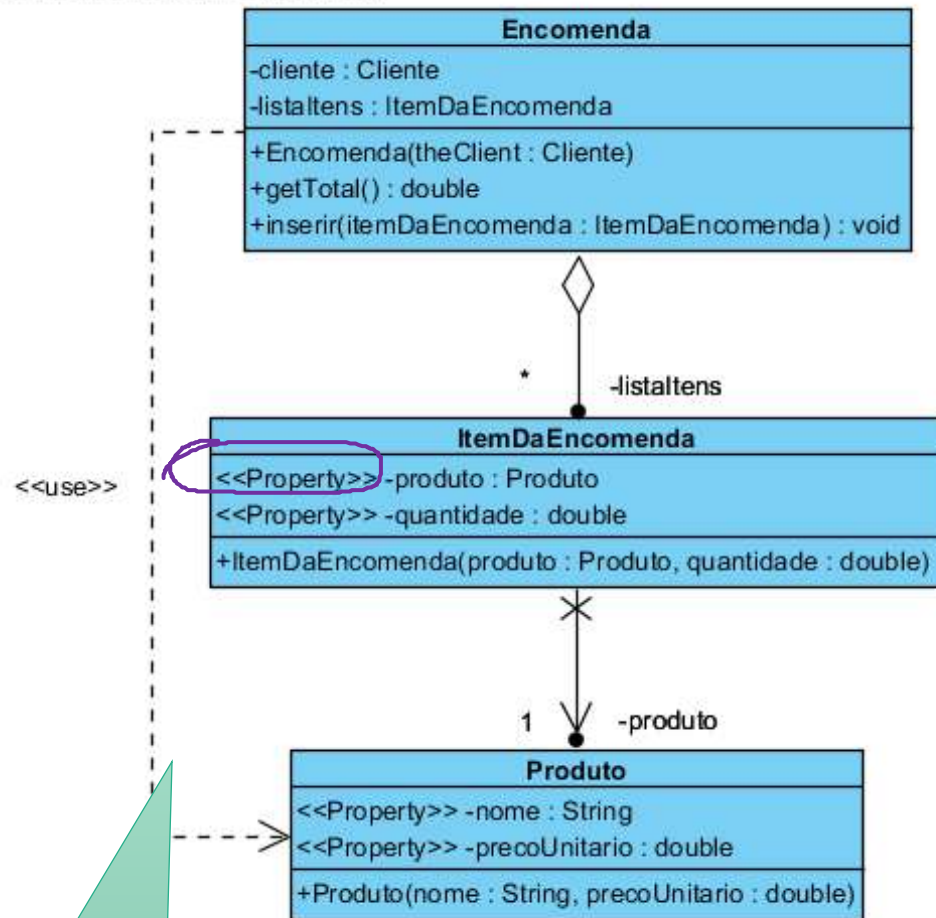 Encomenda
-cliente : Cliente
-listaItens : ItemDaEncomenda
+Encomenda(theClient : Cliente)
+getTotal() : double
+inserir(itemDaEncomenda : ItemDaEncomenda) : void
*
-listaItens
ItemDaEncomenda
<<Property>> -produto : Produto
<<Property>> -quantidade : double
+ItemDaEncomenda(produto : Produto, quantidade : double)
<<use>>
1
-produto
Produto
<<Property>> -nome : String
<<Property>> -precoUnitario : double
+Produto(nome : String, precoUnitario : double)